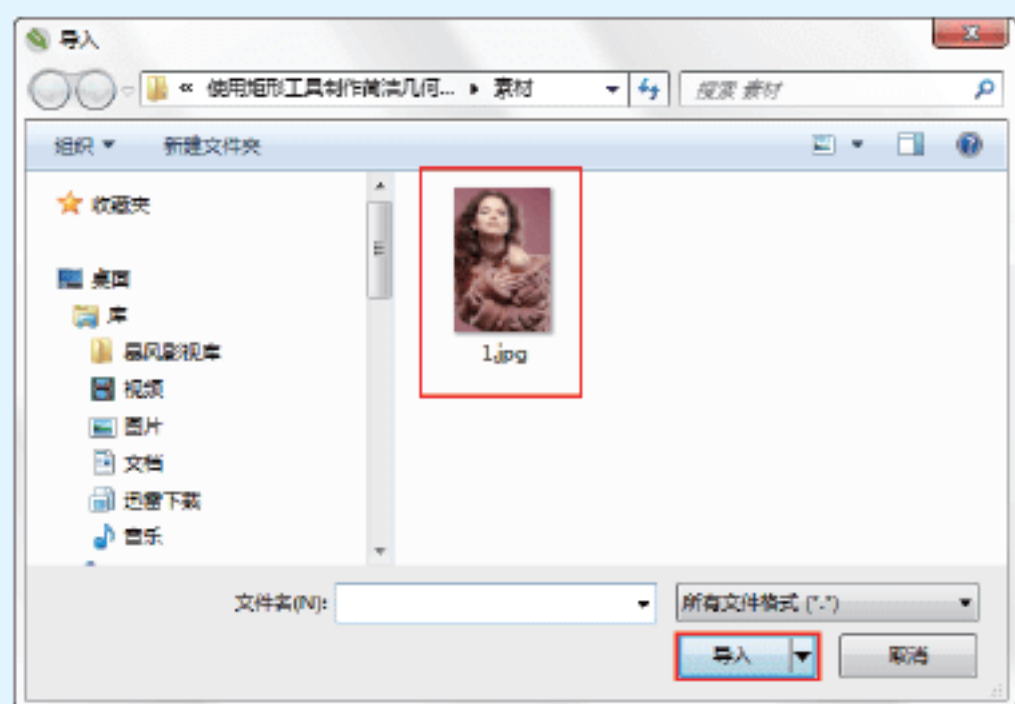 导入
« 使用矩形工具制作简洁几何... ▸ 素材
搜索 素材
组织 新建文件夹
收藏夹
桌面
库
暴风影视库
视频
图片
文档
迅雷下载
音乐
1.jpg
文件名(N):
所有文件格式 (*.*)
导入 取消